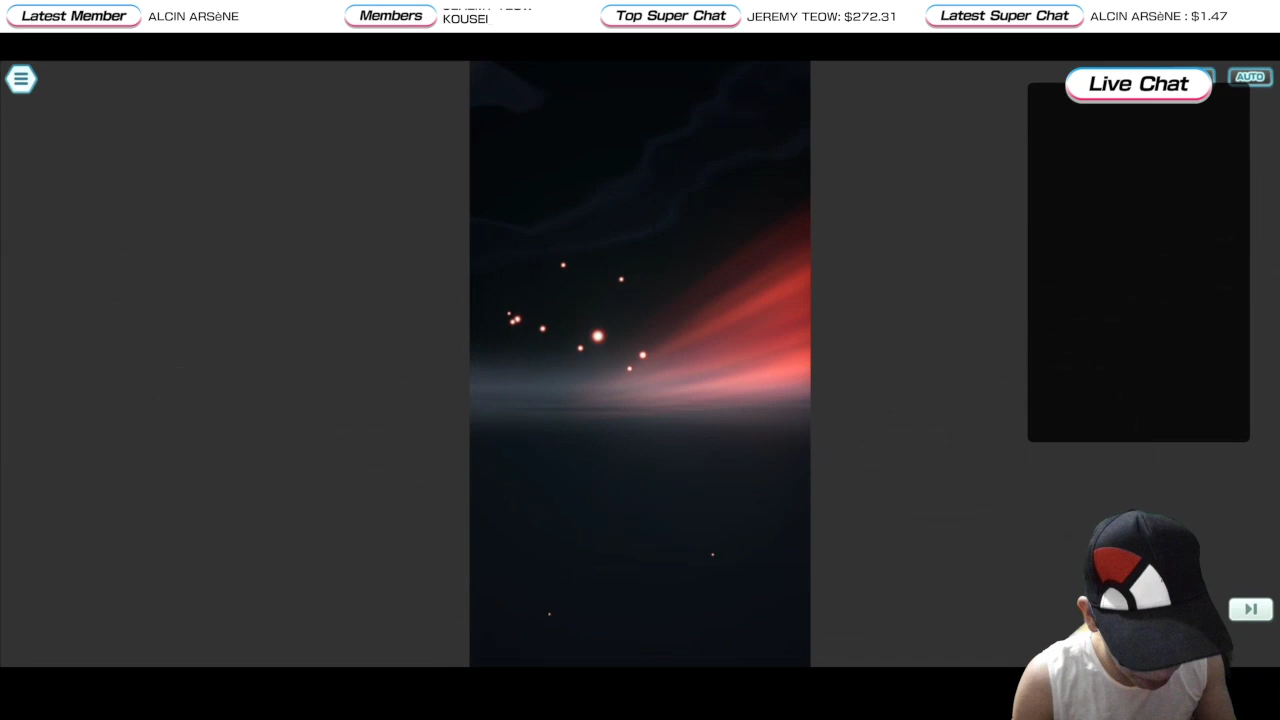 Latest Member ALCIN ARSèNE
Members KOUSEI
Top Super Chat JEREMY TEOW: $272.31
Latest Super Chat ALCIN ARSèNE : $1.47
AUTO
Live Chat